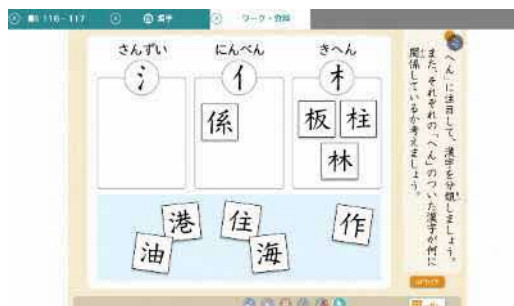 116-117
漢字
ワーク・資料
「へん」に注目して、漢字を分類しましょう。
また、それぞれの「へん」のついた漢字が何に
関係しているか考えましょう。
さんずい
にんべん
きへん
氵
亻
木
係
板
柱
林
港
油
住
海
作